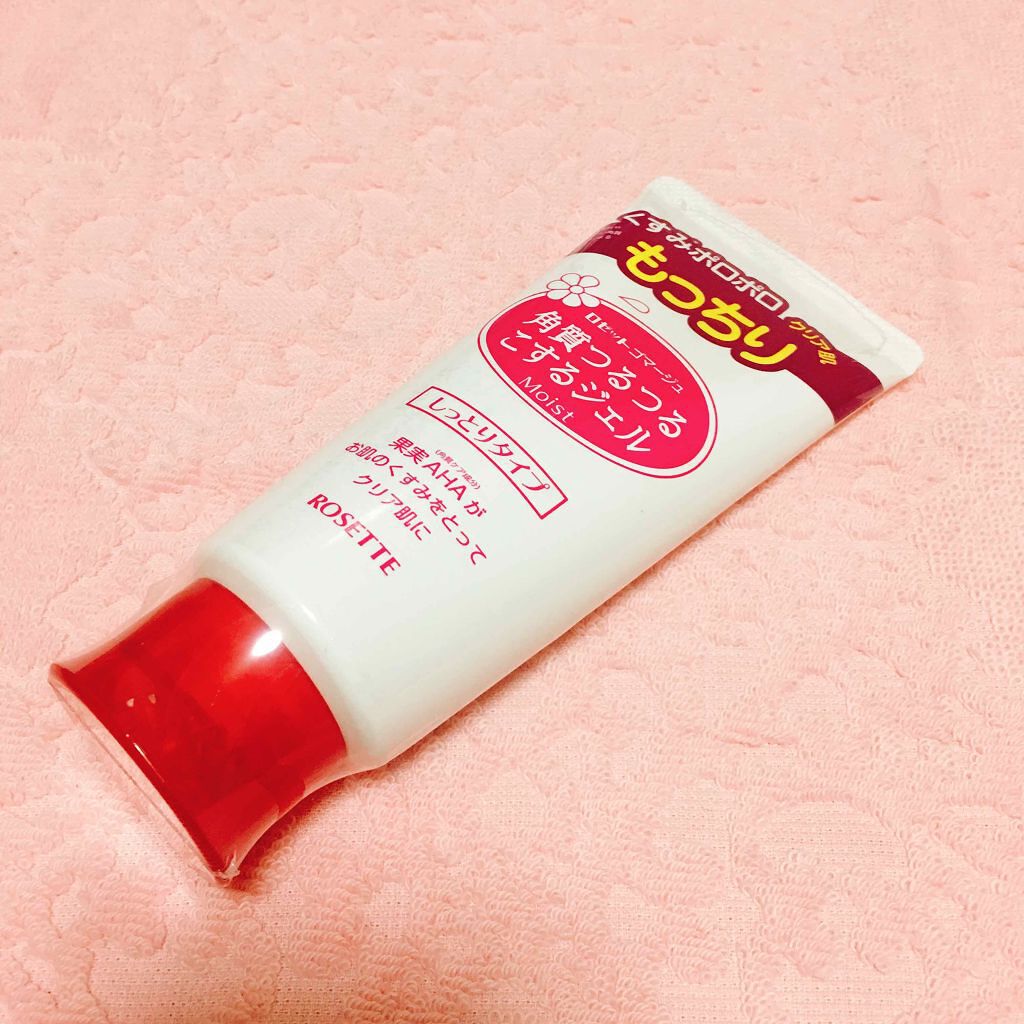 くすみポロポロ
もっちり
クリア肌
ロゼットゴマージュ
角質つるつる
こするジェル
Moist
しっとりタイプ
(角質ケア成分)
果実AHAが
お肌のくすみをとって
クリア肌に
ROSETTE